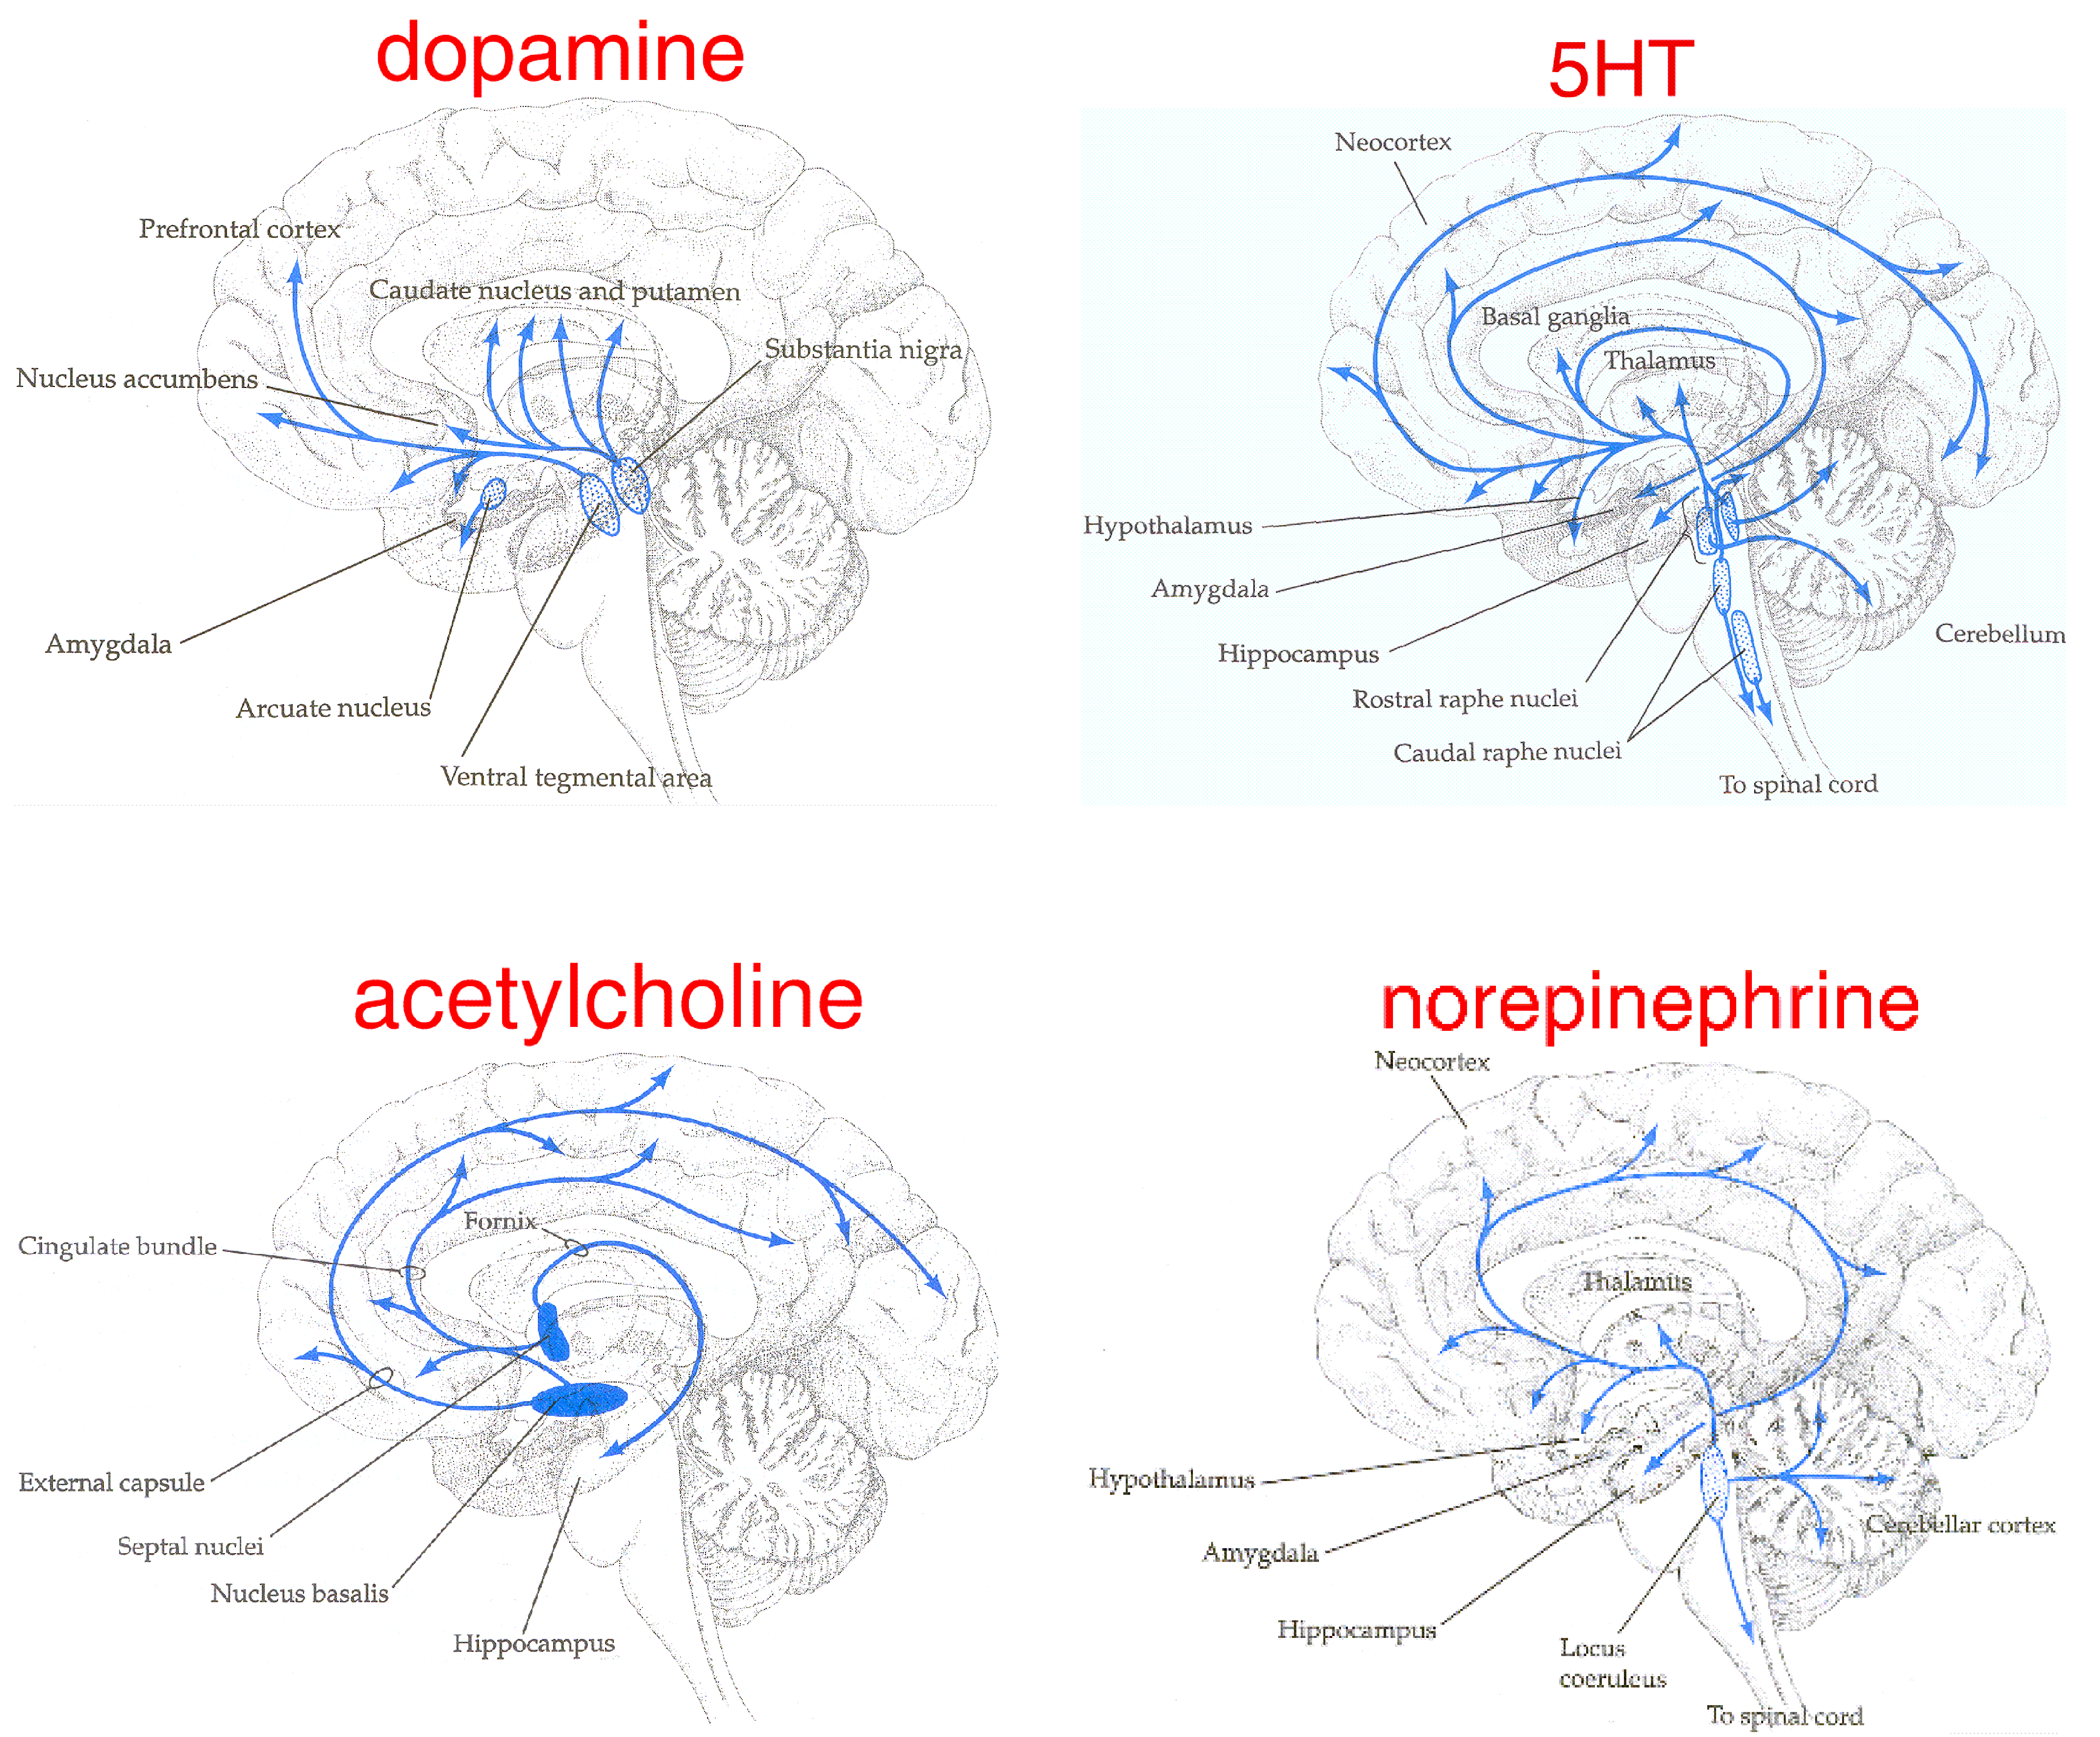 dopamine
Prefrontal cortex
Caudate nucleus and putamen
Substantia nigra
Nucleus accumbens
Amygdala
Arcuate nucleus
Ventral tegmental area
5HT
Neocortex
Basal ganglia
Thalamus
Hypothalamus
Amygdala
Hippocampus
Cerebellum
Rostral raphe nuclei
Caudal raphe nuclei
To spinal cord
acetylcholine
Fornix
Cingulate bundle
External capsule
Septal nuclei
Nucleus basalis
Hippocampus
norepinephrine
Neocortex
Thalamus
Hypothalamus
Cerebellar cortex
Amygdala
Hippocampus
Locus
coeruleus
To spinal cord